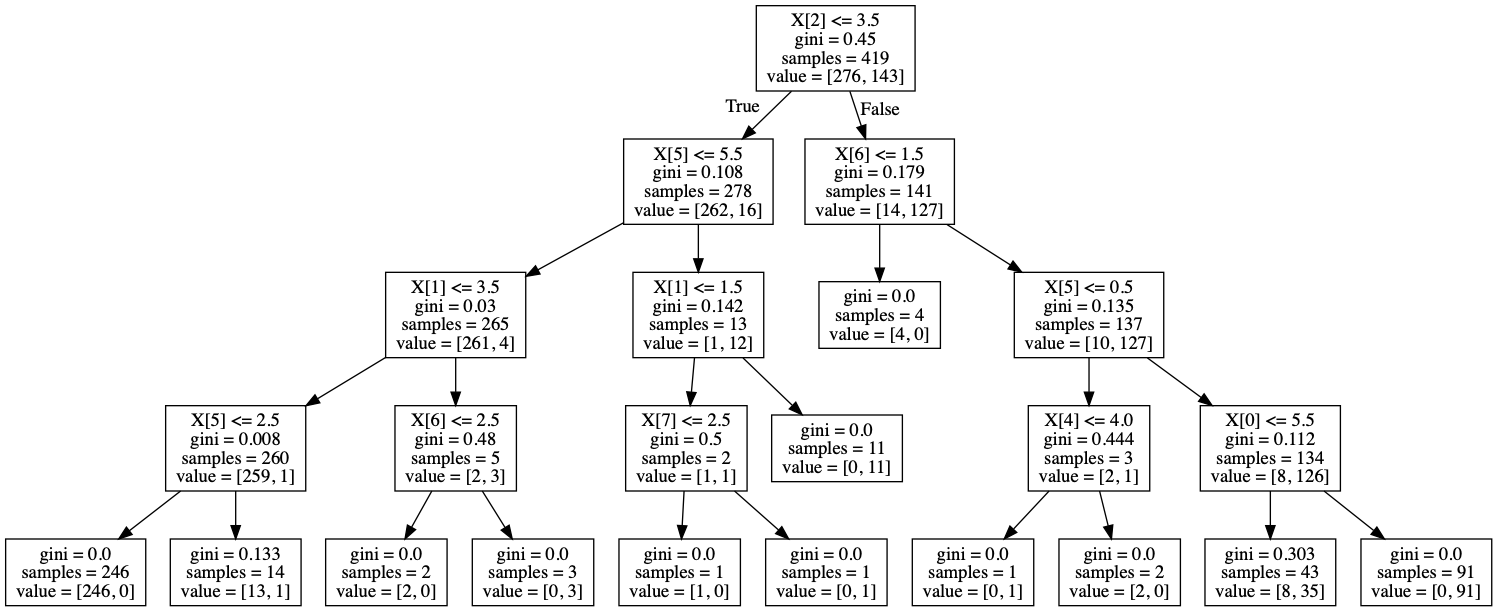 X[2] <= 3.5
gini = 0.45
samples = 419
value = [276, 143]
True
False
X[5] <= 5.5
gini = 0.108
samples = 278
value = [262, 16]
X[6] <= 1.5
gini = 0.179
samples = 141
value = [14, 127]
X[1] <= 3.5
gini = 0.03
samples = 265
value = [261, 4]
X[1] <= 1.5
gini = 0.142
samples = 13
value = [1, 12]
gini = 0.0
samples = 4
value = [4, 0]
X[5] <= 0.5
gini = 0.135
samples = 137
value = [10, 127]
X[5] <= 2.5
gini = 0.008
samples = 260
value = [259, 1]
X[6] <= 2.5
gini = 0.48
samples = 5
value = [2, 3]
X[7] <= 2.5
gini = 0.5
samples = 2
value = [1, 1]
gini = 0.0
samples = 11
value = [0, 11]
X[4] <= 4.0
gini = 0.444
samples = 3
value = [2, 1]
X[0] <= 5.5
gini = 0.112
samples = 134
value = [8, 126]
gini = 0.0
samples = 246
value = [246, 0]
gini = 0.133
samples = 14
value = [13, 1]
gini = 0.0
samples = 2
value = [2, 0]
gini = 0.0
samples = 3
value = [0, 3]
gini = 0.0
samples = 1
value = [1, 0]
gini = 0.0
samples = 1
value = [0, 1]
gini = 0.0
samples = 1
value = [0, 1]
gini = 0.0
samples = 2
value = [2, 0]
gini = 0.303
samples = 43
value = [8, 35]
gini = 0.0
samples = 91
value = [0, 91]